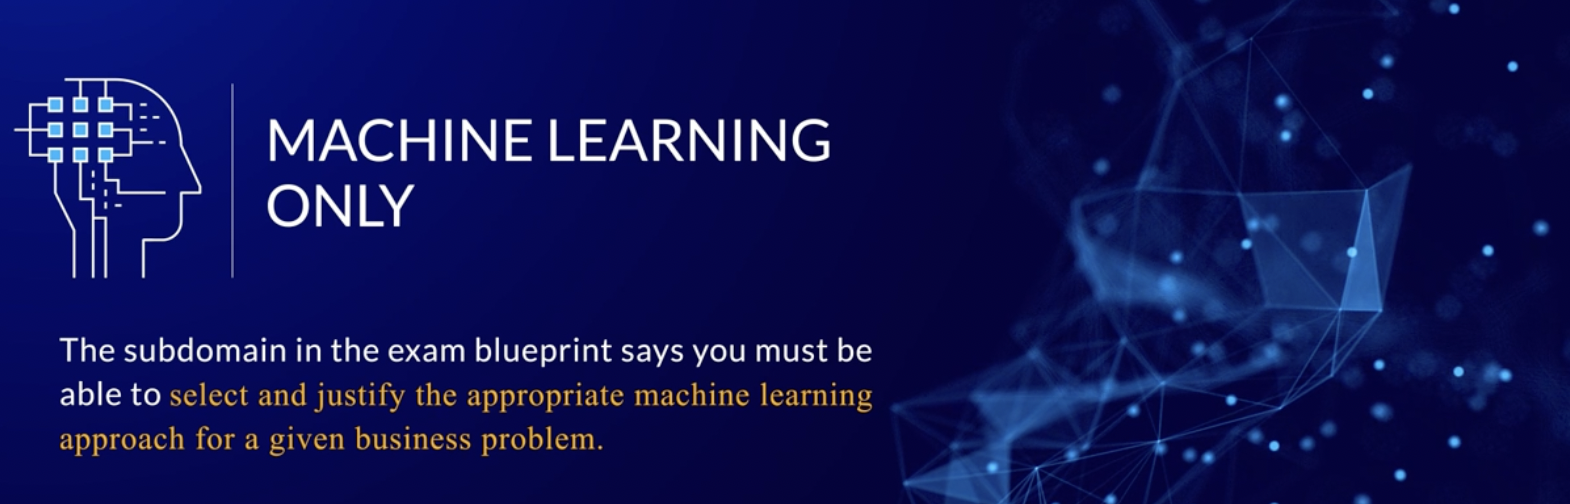 MACHINE LEARNING
ONLY
The subdomain in the exam blueprint says you must be
able to select and justify the appropriate machine learning
approach for a given business problem.